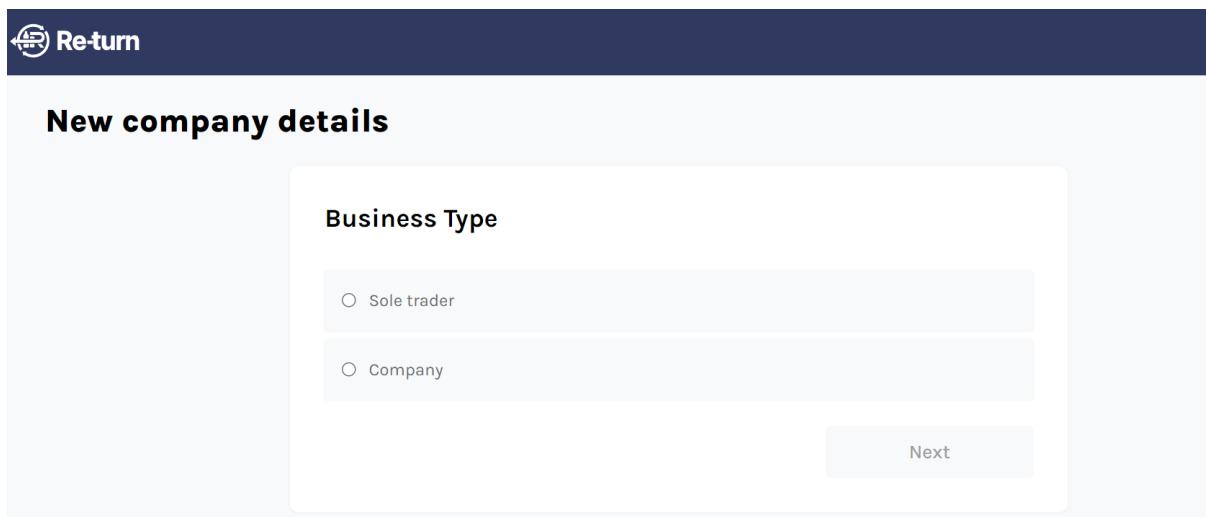 Re-turn
New company details
Business Type
Sole trader
Company
Next